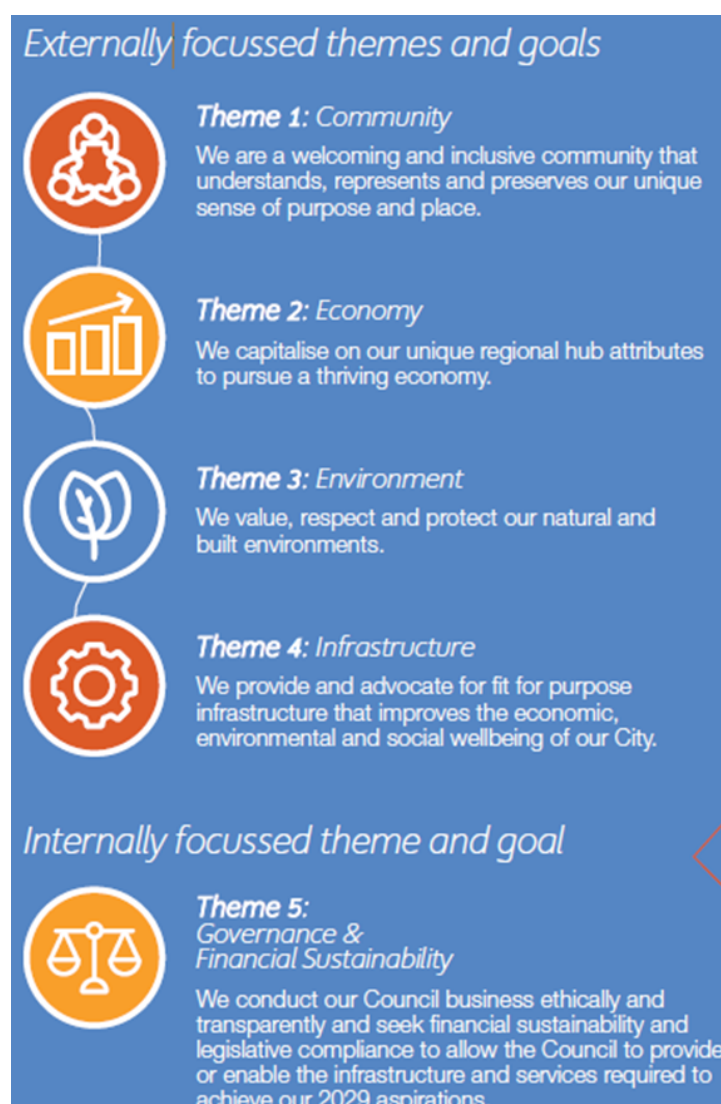 Externally focussed themes and goals
Theme 1: Community
We are a welcoming and inclusive community that
understands, represents and preserves our unique
sense of purpose and place.
Theme 2: Economy
We capitalise on our unique regional hub attributes
to pursue a thriving economy.
Theme 3: Environment
We value, respect and protect our natural and
built environments.
Theme 4: Infrastructure
We provide and advocate for fit for purpose
infrastructure that improves the economic,
environmental and social wellbeing of our City.
Internally focussed theme and goal
Theme 5:
Governance &
Financial Sustainability
We conduct our Council business ethically and
transparently and seek financial sustainability and
legislative compliance to allow the Council to provide
or enable the infrastructure and services required to
achieve our 2029 aspirations